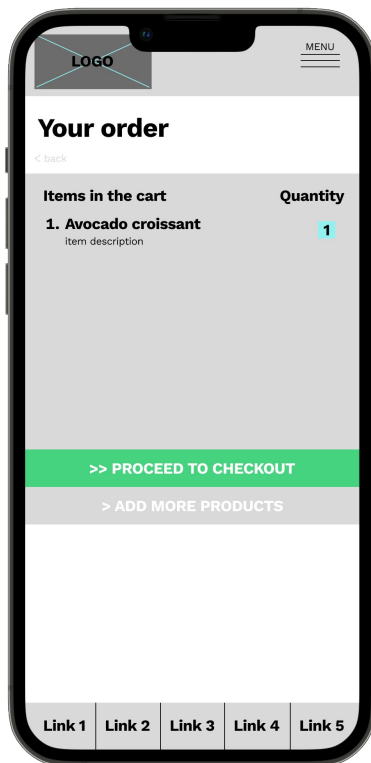 LOGO
MENU
Your order
< back
Items in the cart
Quantity
1. Avocado croissant
1
item description
>> PROCEED TO CHECKOUT
> ADD MORE PRODUCTS
Link 1
Link 2
Link 3
Link 4
Link 5